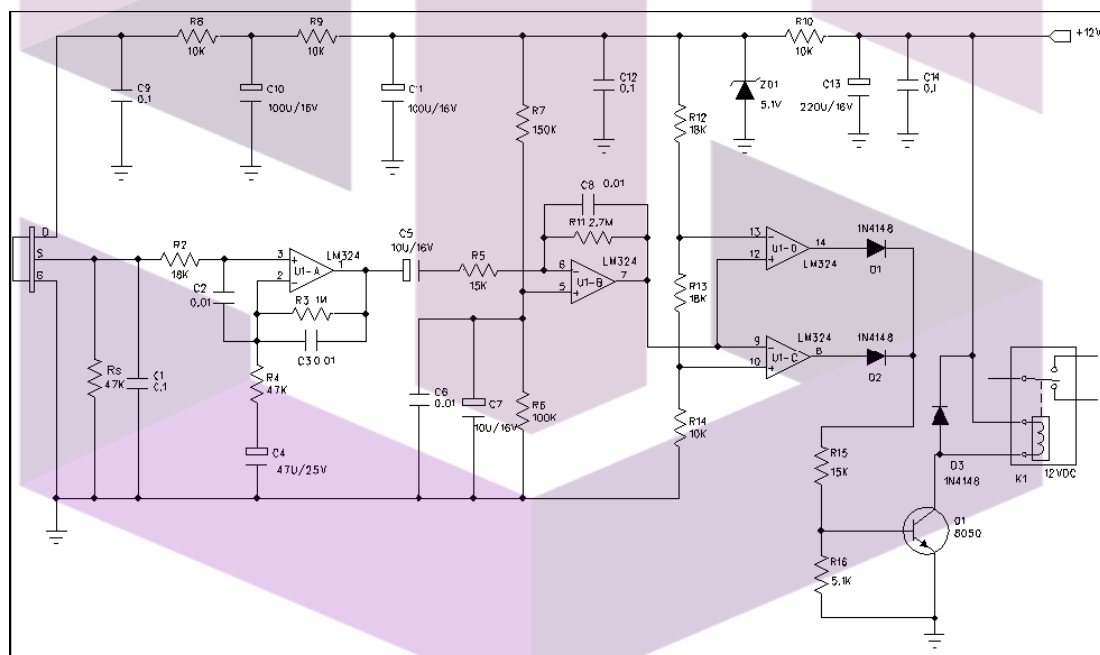 R8
10K
R9
10K
R10
10K
+12V
C9
0.1
C10
100U/16V
C11
100U/16V
C12
0.1
ZD1
5.1V
C13
220U/16V
C14
0.1
R7
150K
R12
18K
C8 0.01
R11 2.7M
D
S
G
R2
18K
C2
0.01
3
2
1
LM324
U1-A
R3 1M
C3 0.01
C5
10U/16V
R5
15K
6
5
7
LM324
U1-B
13
12
14
U1-D
LM324
1N4148
D1
R13
18K
9
10
8
LM324
U1-C
1N4148
D2
RS
47K
C1
0.1
R4
47K
C4
47U/25V
C6
0.01
C7
10U/16V
R6
100K
R14
10K
R15
15K
D3
1N4148
K1
12VDC
Q1
8050
R16
5.1K